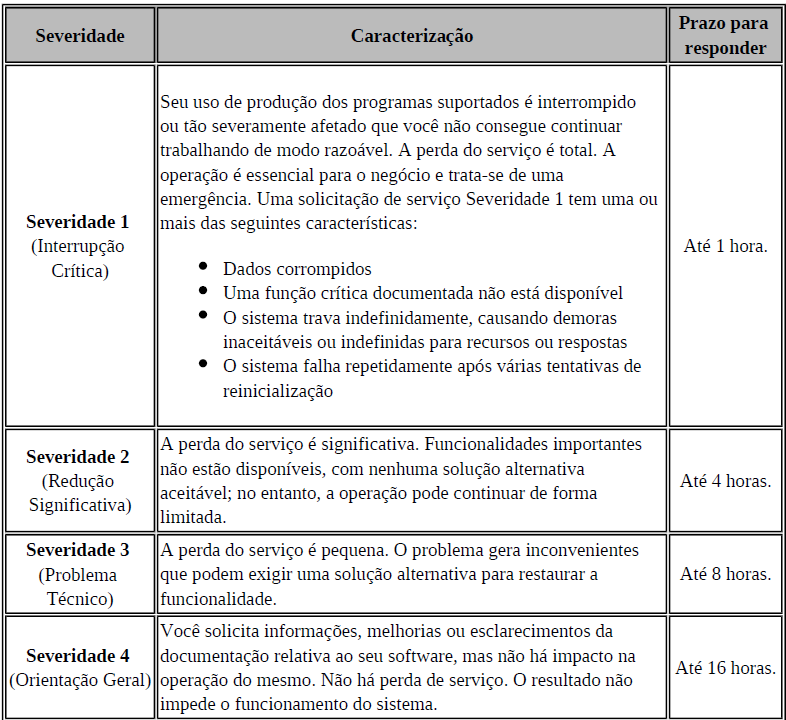 Severidade
Caracterização
Prazo para
responder
Severidade 1
(Interrupção
Crítica)
Seu uso de produção dos programas suportados é interrompido
ou tão severamente afetado que você não consegue continuar
trabalhando de modo razoável. A perda do serviço é total. A
operação é essencial para o negócio e trata-se de uma
emergência. Uma solicitação de serviço Severidade 1 tem uma ou
mais das seguintes características:
• Dados corrompidos
• Uma função crítica documentada não está disponível
• O sistema trava indefinidamente, causando demoras
inaceitáveis ou indefinidas para recursos ou respostas
• O sistema falha repetidamente após várias tentativas de
reinicialização
Até 1 hora.
Severidade 2
(Redução
Significativa)
A perda do serviço é significativa. Funcionalidades importantes
não estão disponíveis, com nenhuma solução alternativa
aceitável; no entanto, a operação pode continuar de forma
limitada.
Até 4 horas.
Severidade 3
(Problema
Técnico)
A perda do serviço é pequena. O problema gera inconvenientes
que podem exigir uma solução alternativa para restaurar a
funcionalidade.
Até 8 horas.
Severidade 4
(Orientação Geral)
Você solicita informações, melhorias ou esclarecimentos da
documentação relativa ao seu software, mas não há impacto na
operação do mesmo. Não há perda de serviço. O resultado não
impede o funcionamento do sistema.
Até 16 horas.